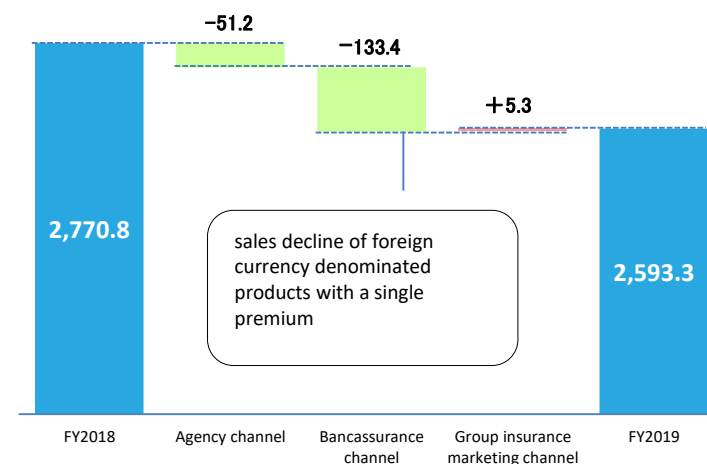 −51.2
−133.4
＋5.3
2,770.8
sales decline of foreign
currency denominated
products with a single
premium
2,593.3
FY2018
Agency channel
Bancassurance
channel
Group insurance
marketing channel
FY2019